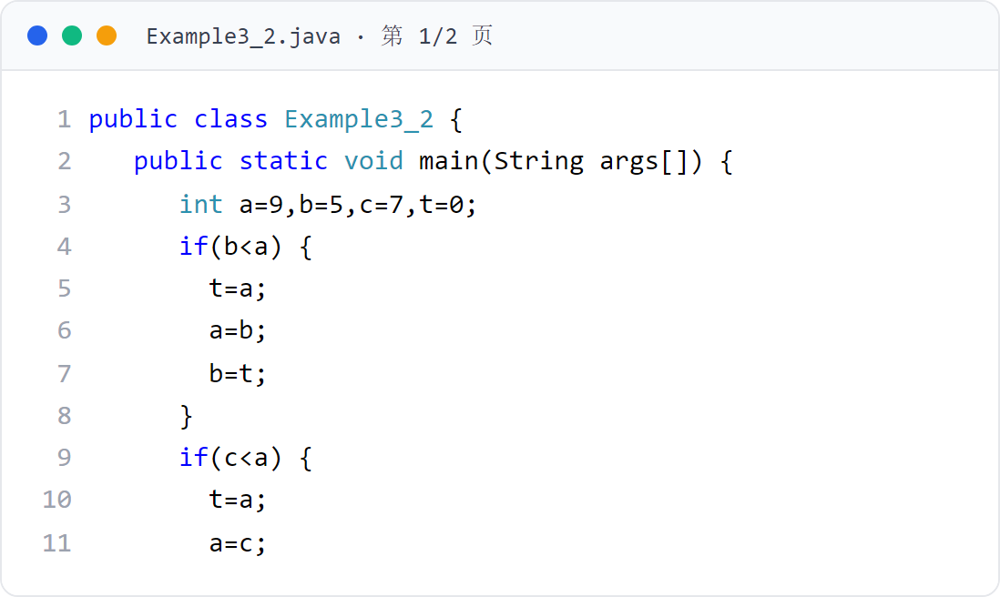 Example3_2.java · 第 1/2 页
1 public class Example3_2 {
2    public static void main(String args[]) {
3       int a=9,b=5,c=7,t=0;
4       if(b<a) {
5         t=a;
6         a=b;
7         b=t;
8       }
9       if(c<a) {
10         t=a;
11         a=c;